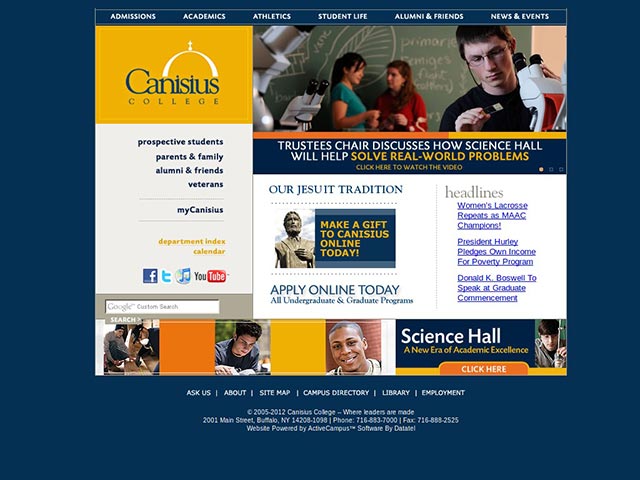 ADMISSIONS ACADEMICS ATHLETICS STUDENT LIFE ALUMNI & FRIENDS NEWS & EVENTS
Canisius
COLLEGE
prospective students
parents & family
alumni & friends
veterans
myCanisius
department index
calendar
You Tube
Google Custom Search
SEARCH >
TRUSTEES CHAIR DISCUSSES HOW SCIENCE HALL
WILL HELP SOLVE REAL-WORLD PROBLEMS
CLICK HERE TO WATCH THE VIDEO
OUR JESUIT TRADITION
MAKE A GIFT
TO CANISIUS
ONLINE
TODAY!
APPLY ONLINE TODAY
All Undergraduate & Graduate Programs
headlines
Women's Lacrosse
Repeats as MAAC
Champions!
President Hurley
Pledges Own Income
For Poverty Program
Donald K. Boswell To
Speak at Graduate
Commencement
Science Hall
A New Era of Academic Excellence
CLICK HERE
ASK US | ABOUT | SITE MAP | CAMPUS DIRECTORY | LIBRARY | EMPLOYMENT
© 2005-2012 Canisius College – Where leaders are made
2001 Main Street, Buffalo, NY 14208-1098 | Phone: 716-883-7000 | Fax: 716-888-2525
Website Powered by ActiveCampus™ Software By Datatel